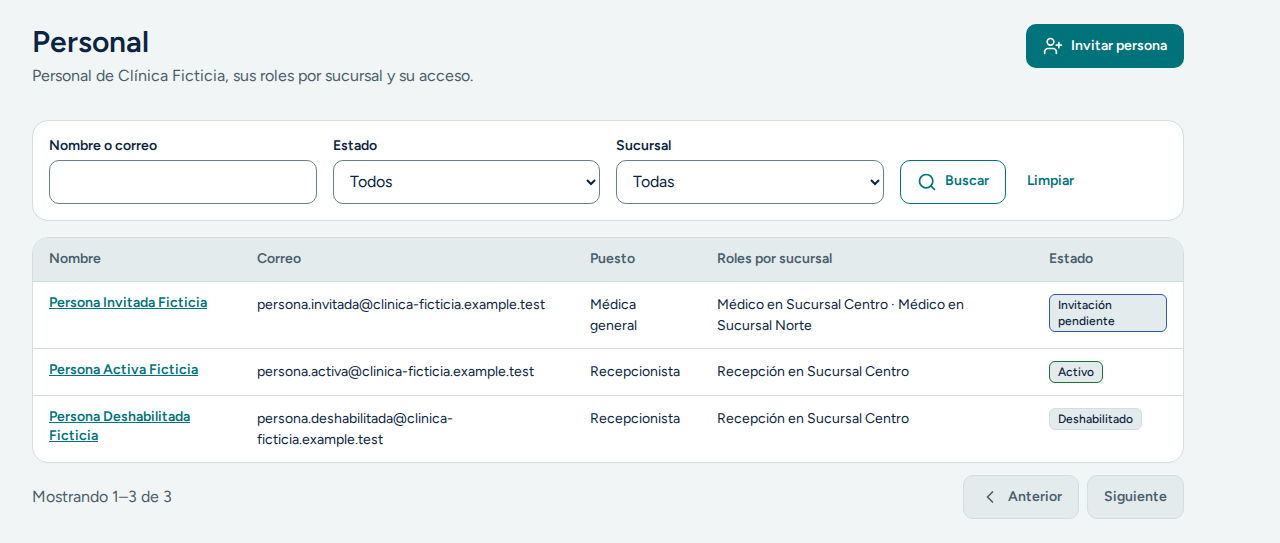 Personal
Invitar persona
Personal de Clínica Ficticia, sus roles por sucursal y su acceso.
Nombre o correo
Estado
Sucursal
Todos
Todas
Buscar
Limpiar
Nombre
Correo
Puesto
Roles por sucursal
Estado
Persona Invitada Ficticia
persona.invitada@clinica-ficticia.example.test
Médica
general
Médico en Sucursal Centro · Médico en
Sucursal Norte
Invitación
pendiente
Persona Activa Ficticia
persona.activa@clinica-ficticia.example.test
Recepcionista
Recepción en Sucursal Centro
Activo
Persona Deshabilitada
Ficticia
persona.deshabilitada@clinica-
ficticia.example.test
Recepcionista
Recepción en Sucursal Centro
Deshabilitado
Mostrando 1–3 de 3
Anterior
Siguiente